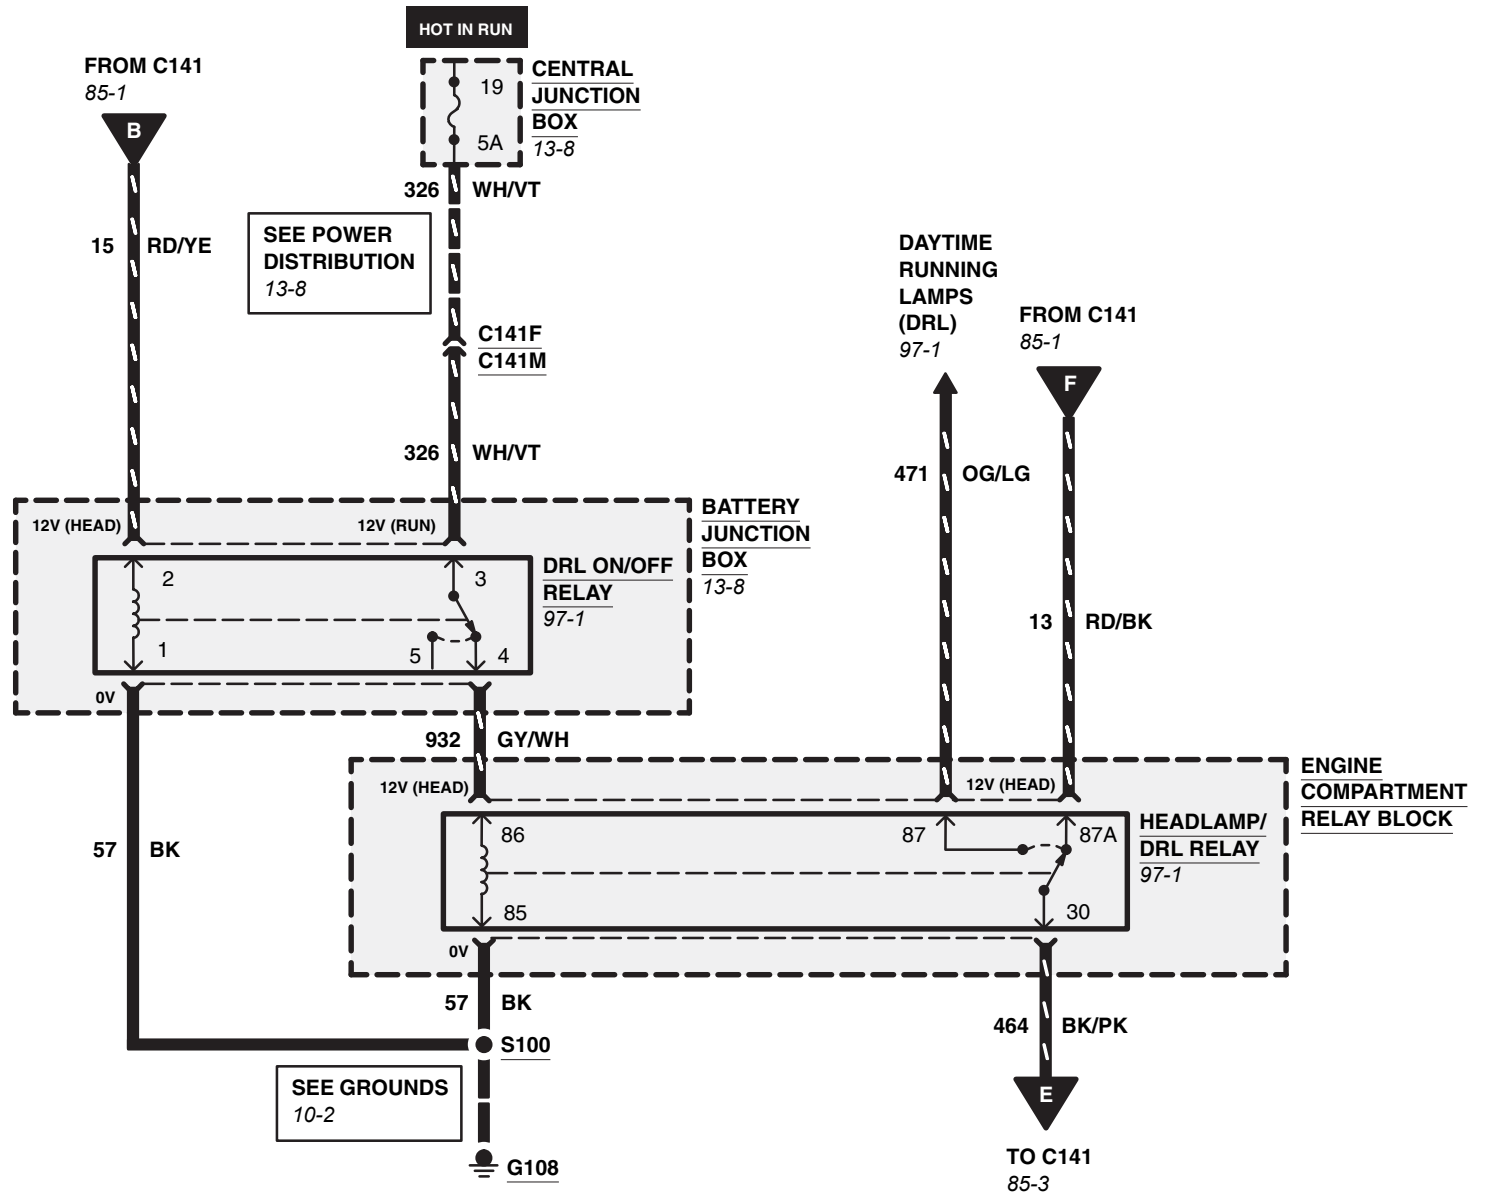 HOT IN RUN
FROM C141
85-1
B
19
5A
CENTRAL
JUNCTION
BOX
13-8
326 WH/VT
15 RD/YE
SEE POWER
DISTRIBUTION
13-8
C141F
C141M
326 WH/VT
DAYTIME
RUNNING
LAMPS
(DRL)
97-1
FROM C141
85-1
F
471 OG/LG
13 RD/BK
12V (HEAD)
12V (RUN)
BATTERY
JUNCTION
BOX
13-8
2
3
1
5
4
DRL ON/OFF
RELAY
97-1
0V
932 GY/WH
57 BK
12V (HEAD)
12V (HEAD)
ENGINE
COMPARTMENT
RELAY BLOCK
86
87
87A
85
30
HEADLAMP/
DRL RELAY
97-1
0V
57 BK
464 BK/PK
S100
SEE GROUNDS
10-2
E
G108
TO C141
85-3